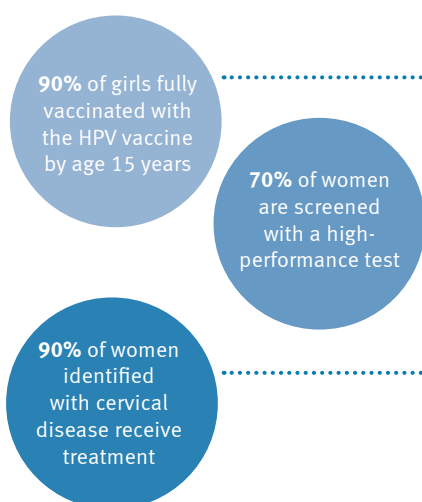 90% of girls fully
vaccinated with
the HPV vaccine
by age 15 years
70% of women
are screened
with a high-
performance test
90% of women
identified
with cervical
disease receive
treatment